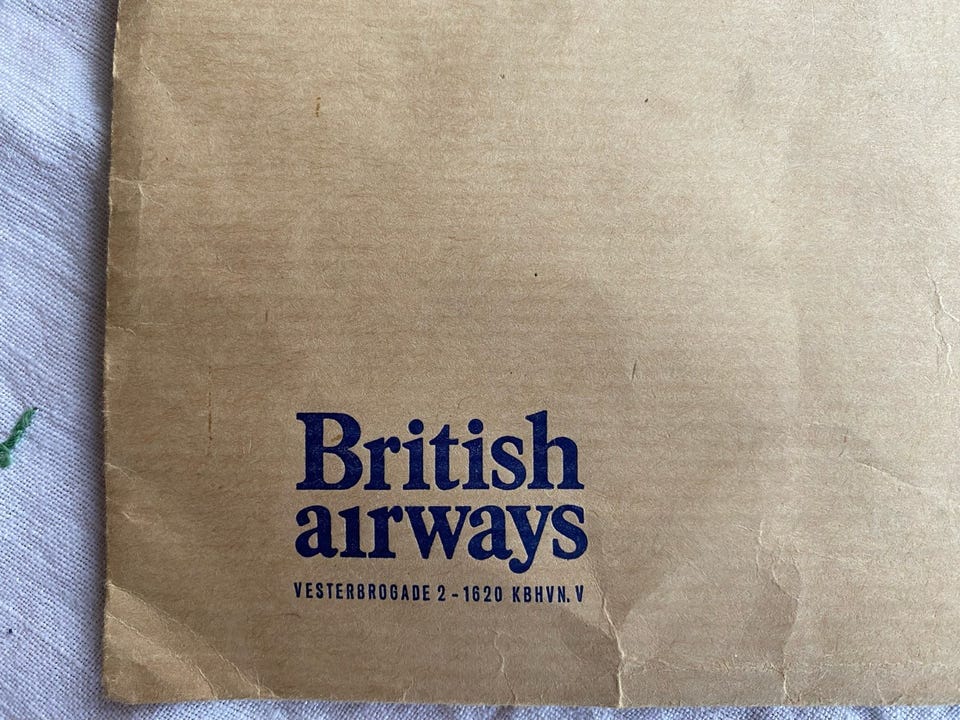 British
airways
VESTERBROGADE 2 - 1620 KBHVN. V